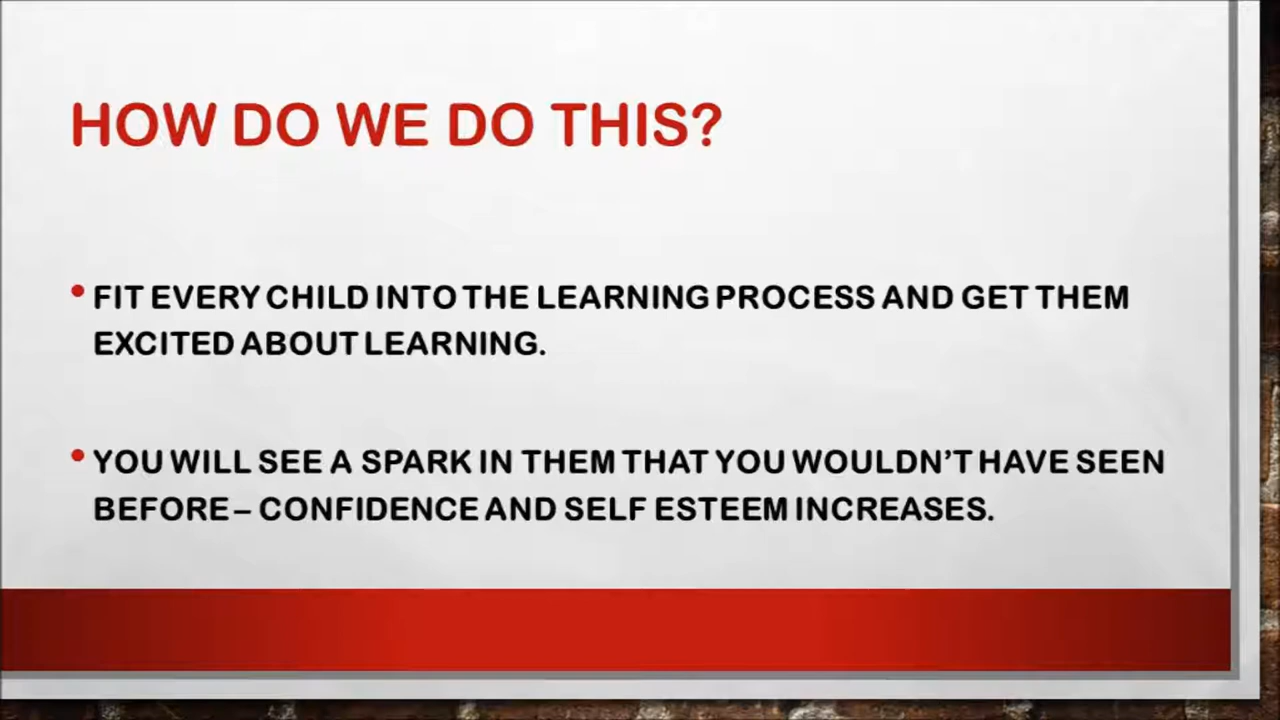 HOW DO WE DO THIS?
• FIT EVERY CHILD INTO THE LEARNING PROCESS AND GET THEM
EXCITED ABOUT LEARNING.
• YOU WILL SEE A SPARK IN THEM THAT YOU WOULDN’T HAVE SEEN
BEFORE – CONFIDENCE AND SELF ESTEEM INCREASES.